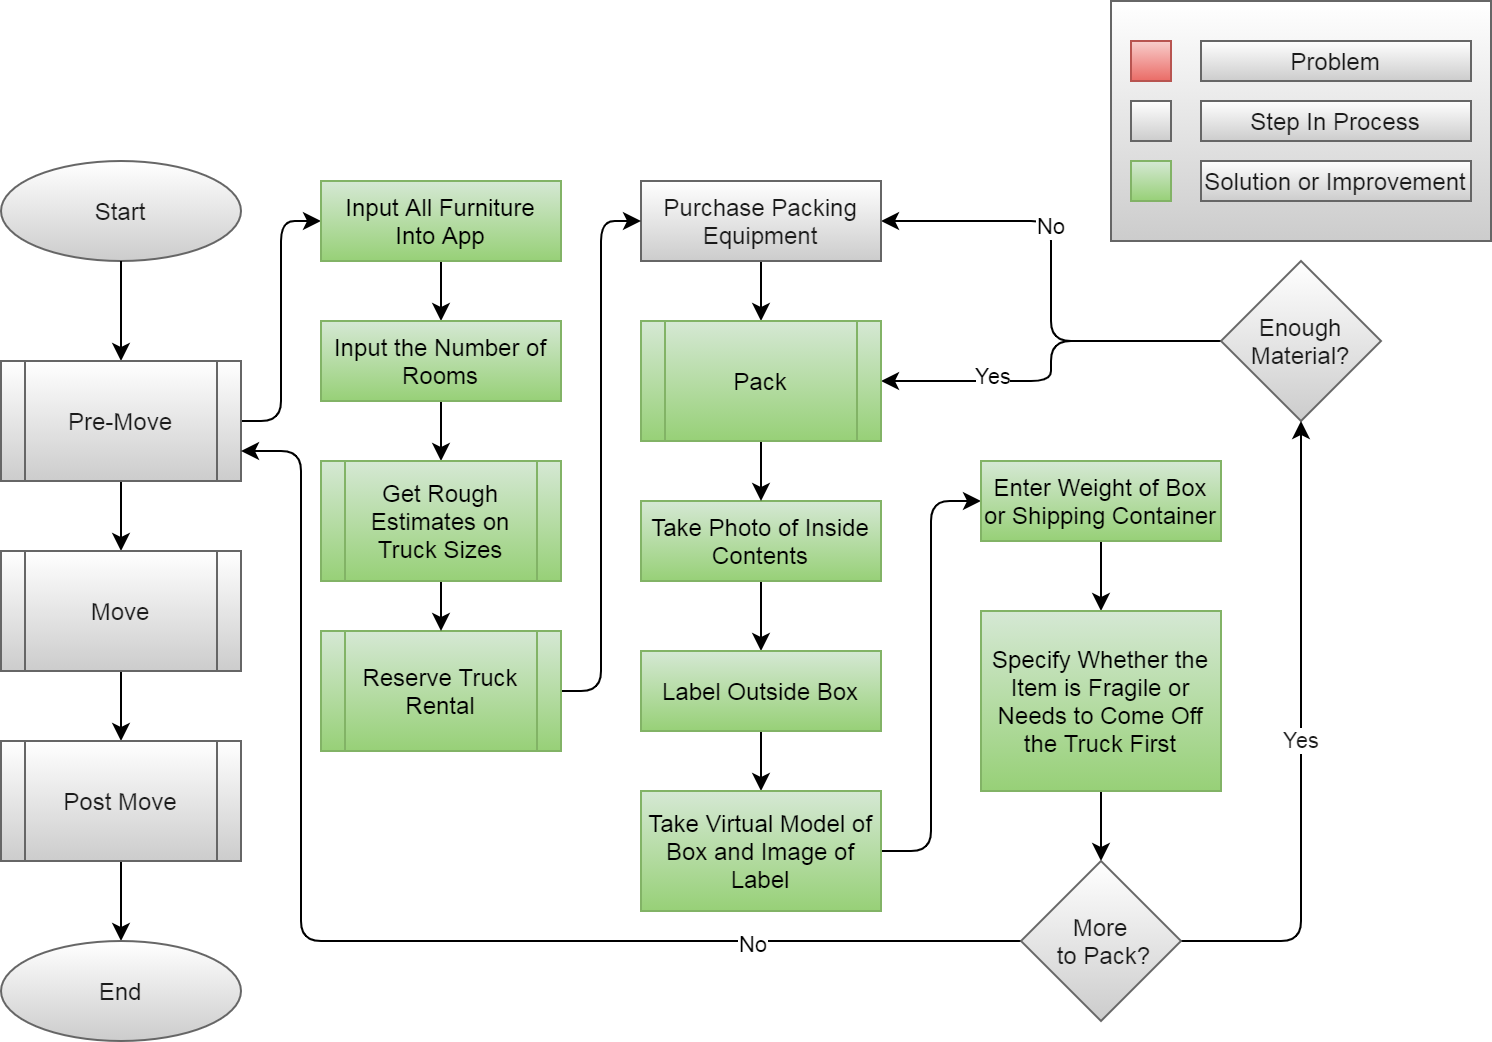 Problem
Step In Process
Solution or Improvement
Start
Pre-Move
Move
Post Move
End
Input All Furniture
Into App
Input the Number of
Rooms
Get Rough
Estimates on
Truck Sizes
Reserve Truck
Rental
Purchase Packing
Equipment
Pack
Take Photo of Inside
Contents
Label Outside Box
Take Virtual Model of
Box and Image of
Label
Enter Weight of Box
or Shipping Container
Specify Whether the
Item is Fragile or
Needs to Come Off
the Truck First
More
to Pack?
No
Yes
Enough
Material?
No
Yes